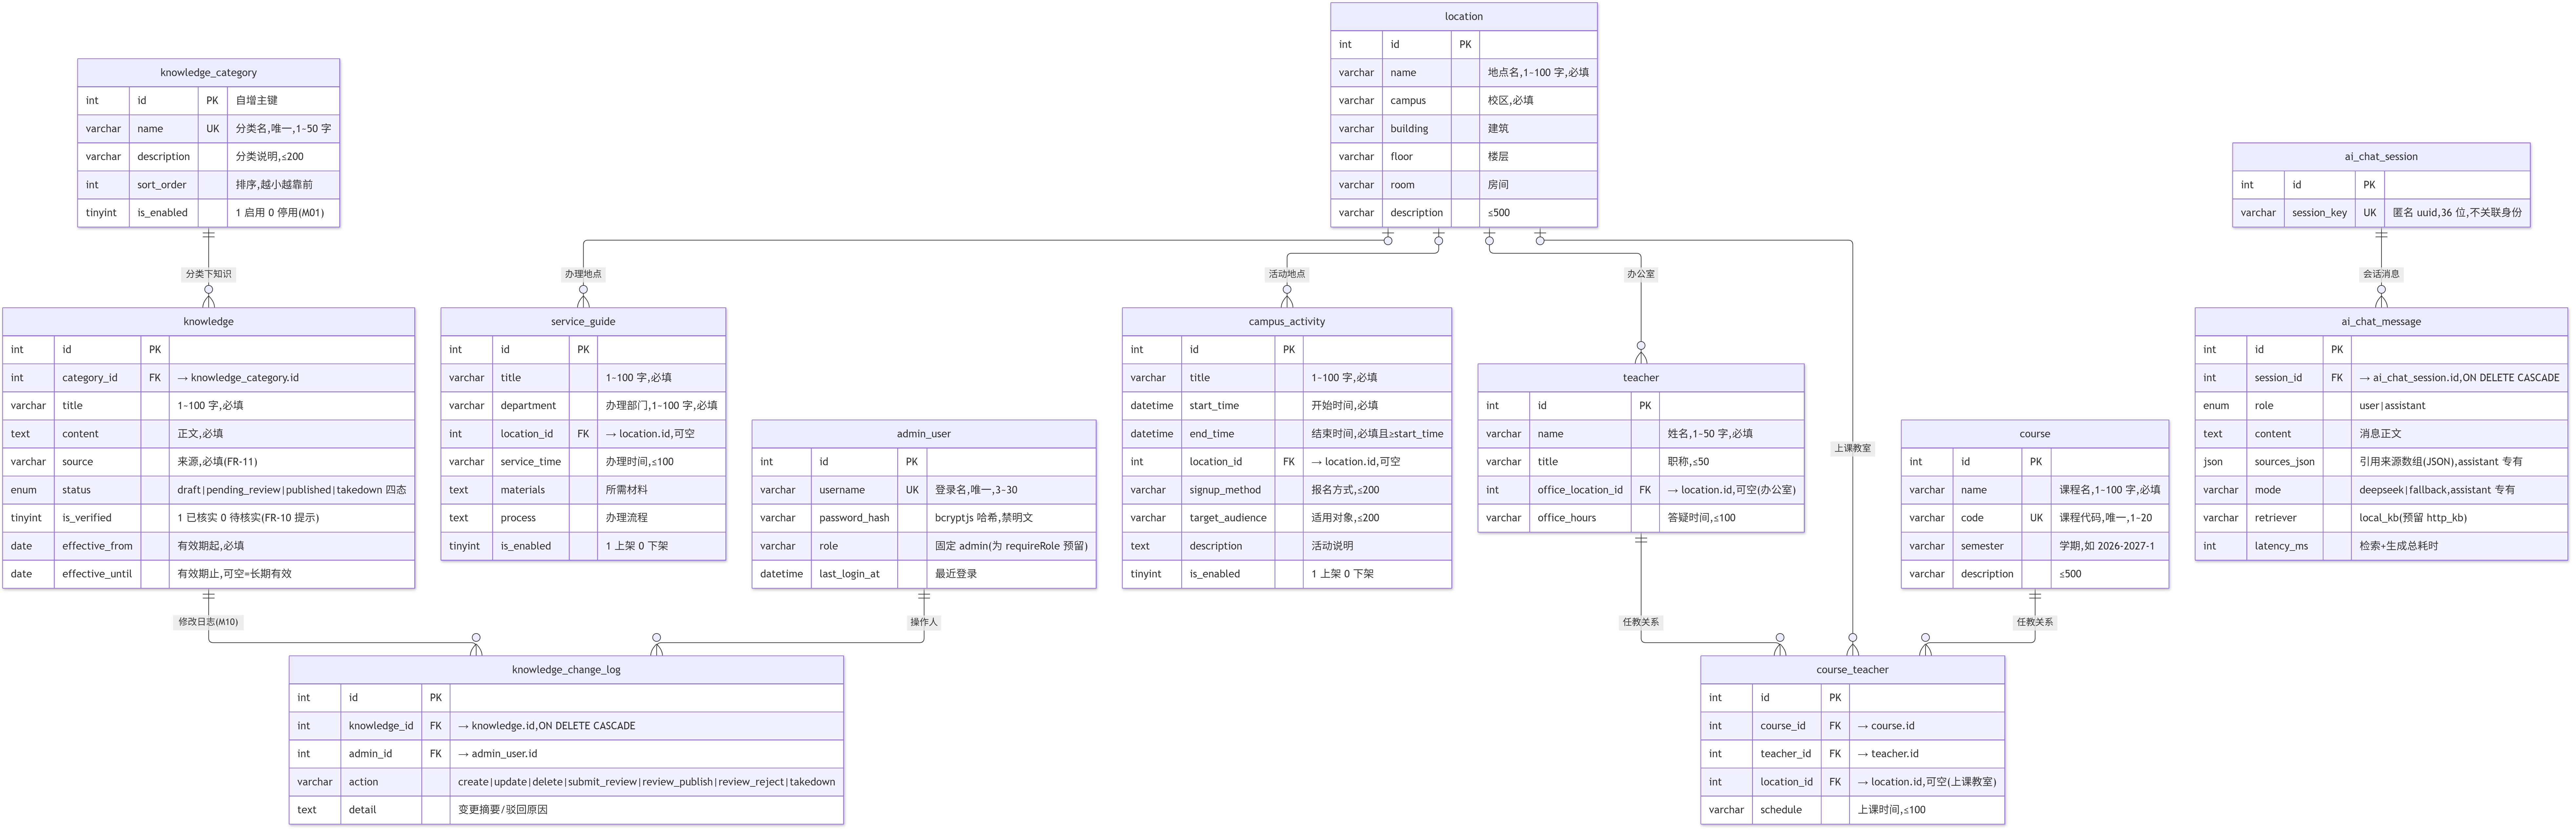 location
int id PK
varchar name 地点名,1~100 字,必填
varchar campus 校区,必填
varchar building 建筑
varchar floor 楼层
varchar room 房间
varchar description ≤500
knowledge_category
int id PK 自增主键
varchar name UK 分类名,唯一,1~50 字
varchar description 分类说明,≤200
int sort_order 排序,越小越靠前
tinyint is_enabled 1 启用 0 停用(M01)
ai_chat_session
int id PK
varchar session_key UK 匿名 uuid,36 位,不关联身份
分类下知识
办理地点
活动地点
办公室
会话消息
knowledge
int id PK
int category_id FK → knowledge_category.id
varchar title 1~100 字,必填
text content 正文,必填
varchar source 来源,必填(FR-11)
enum status draft|pending_review|published|takedown 四态
tinyint is_verified 1 已核实 0 待核实(FR-10 提示)
date effective_from 有效期起,必填
date effective_until 有效期止,可空=长期有效
service_guide
int id PK
varchar title 1~100 字,必填
varchar department 办理部门,1~100 字,必填
int location_id FK → location.id,可空
varchar service_time 办理时间,≤100
text materials 所需材料
text process 办理流程
tinyint is_enabled 1 上架 0 下架
admin_user
int id PK
varchar username UK 登录名,唯一,3~30
varchar password_hash bcryptjs 哈希,禁明文
varchar role 固定 admin(为 requireRole 预留)
datetime last_login_at 最近登录
campus_activity
int id PK
varchar title 1~100 字,必填
datetime start_time 开始时间,必填
datetime end_time 结束时间,必填且≥start_time
int location_id FK → location.id,可空
varchar signup_method 报名方式,≤200
varchar target_audience 适用对象,≤200
text description 活动说明
tinyint is_enabled 1 上架 0 下架
teacher
int id PK
varchar name 姓名,1~50 字,必填
varchar title 职称,≤50
int office_location_id FK → location.id,可空(办公室)
varchar office_hours 答疑时间,≤100
上课教室
course
int id PK
varchar name 课程名,1~100 字,必填
varchar code UK 课程代码,唯一,1~20
varchar semester 学期,如 2026-2027-1
varchar description ≤500
ai_chat_message
int id PK
int session_id FK → ai_chat_session.id,ON DELETE CASCADE
enum role user|assistant
text content 消息正文
json sources_json 引用来源数组(JSON),assistant 专有
varchar mode deepseek|fallback,assistant 专有
varchar retriever local_kb(预留 http_kb)
int latency_ms 检索+生成总耗时
修改日志(M10)
操作人
任教关系
任教关系
knowledge_change_log
int id PK
int knowledge_id FK → knowledge.id,ON DELETE CASCADE
int admin_id FK → admin_user.id
varchar action create|update|delete|submit_review|review_publish|review_reject|takedown
text detail 变更摘要/驳回原因
course_teacher
int id PK
int course_id FK → course.id
int teacher_id FK → teacher.id
int location_id FK → location.id,可空(上课教室)
varchar schedule 上课时间,≤100